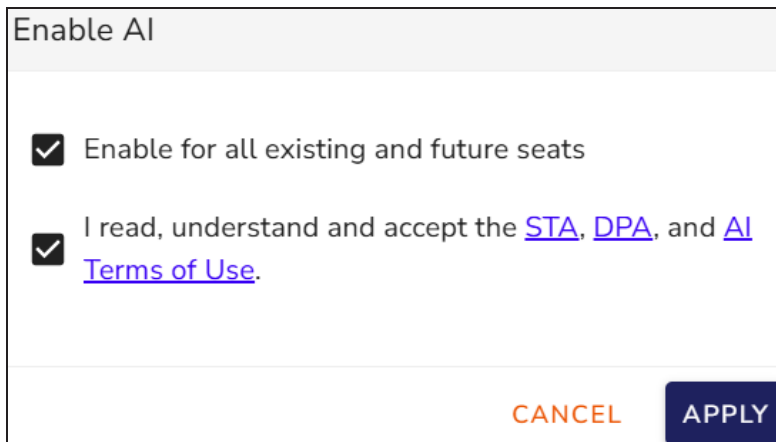 Enable AI
Enable for all existing and future seats
I read, understand and accept the STA, DPA, and AI
Terms of Use.
CANCEL
APPLY